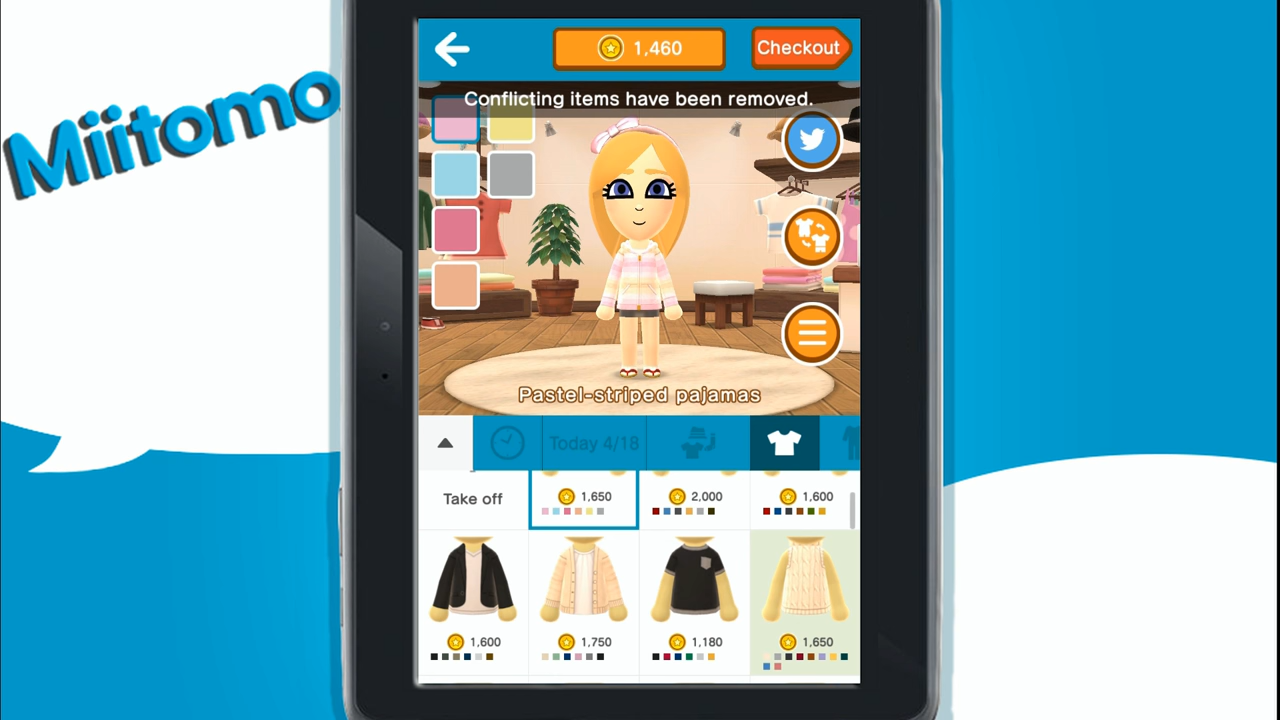 Miitomo
1,460
Checkout
Conflicting items have been removed.
Pastel-striped pajamas
Today 4/18
Take off
1,650
2,000
1,600
1,600
1,750
1,180
1,650